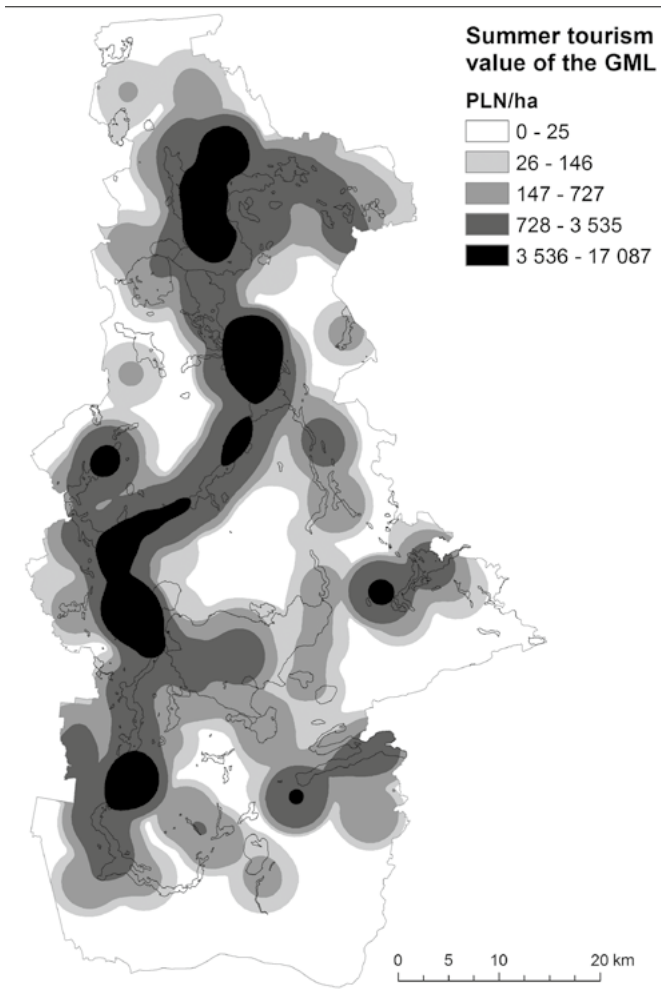 Summer tourism
value of the GML
PLN/ha
0 - 25
26 - 146
147 - 727
728 - 3 535
3 536 - 17 087
0 5 10 20 km